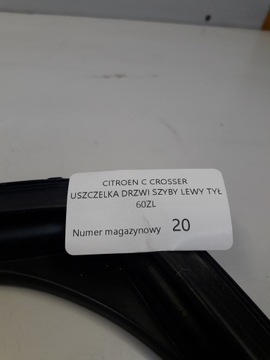 CITROEN C CROSSER
USZCZELKA DRZWI SZYBY LEWY TYŁ
60ZL
Numer magazynowy 20